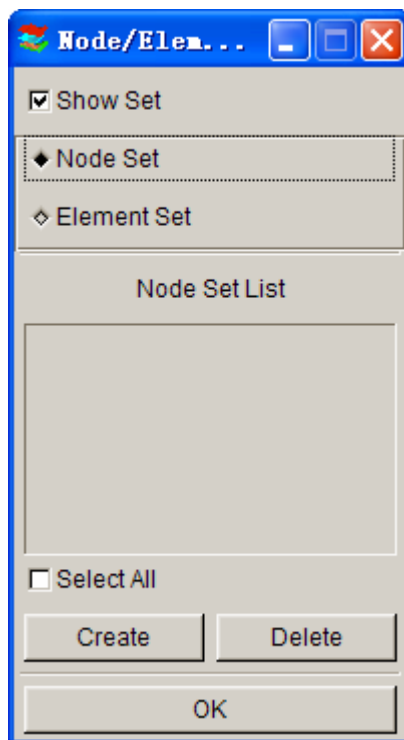 Node/Elem...
Show Set
Node Set
Element Set
Node Set List
Select All
Create Delete
OK